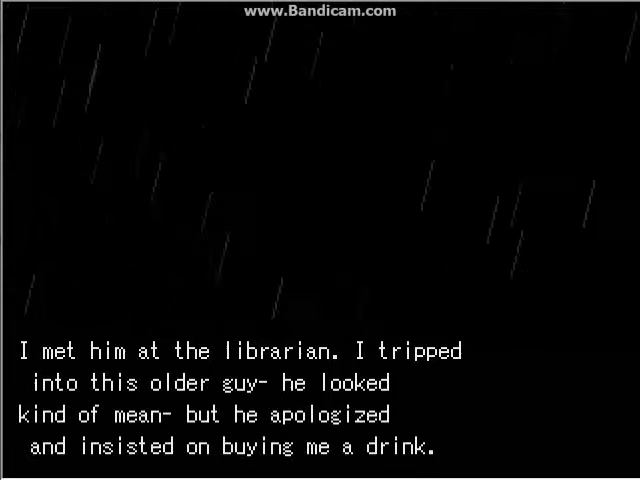 www.Bandicam.com
I met him at the librarian. I tripped
into this older guy- he looked
kind of mean- but he apologized
and insisted on buying me a drink.